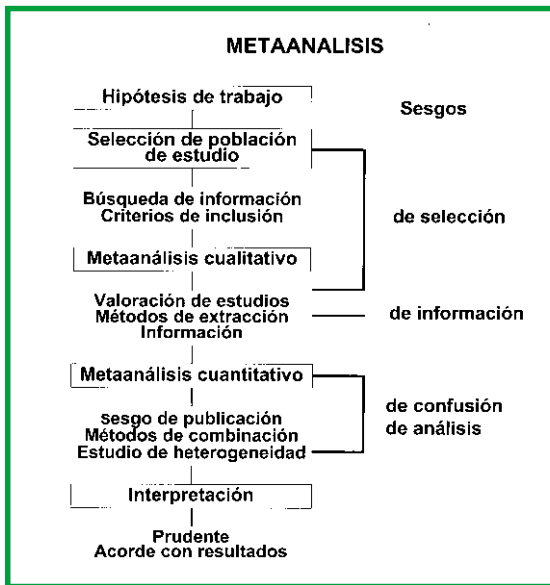 METAANALISIS
Hipótesis de trabajo
Sesgos
Selección de población
de estudio
Búsqueda de información
Criterios de inclusión
de selección
Metaanálisis cualitativo
Valoración de estudios
Métodos de extracción
Información
de información
Metaanálisis cuantitativo
sesgo de publicación
Métodos de combinación
Estudio de heterogeneidad
de confusión
de análisis
Interpretación
Prudente
Acorde con resultados